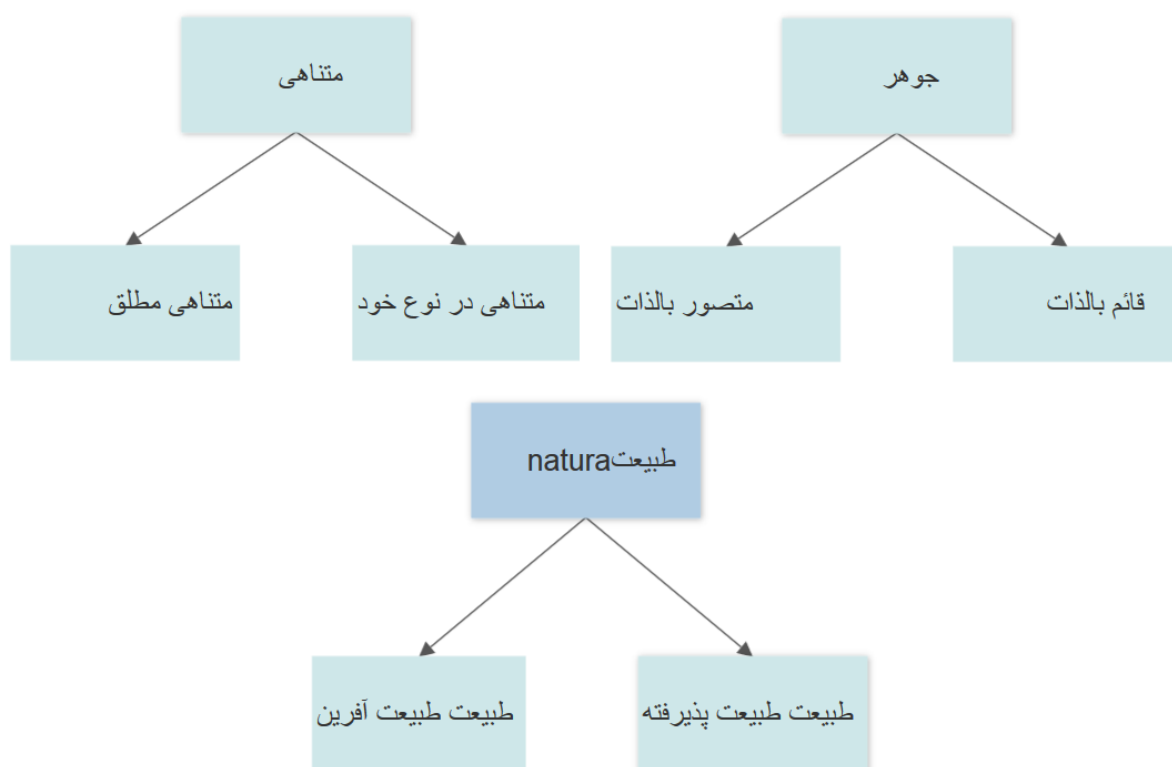 جوهر
متناهی
قائم بالذات
متصور بالذات
متناهی در نوع خود
متناهی مطلق
طبیعتnatura
طبیعت طبیعت پذیرفته
طبیعت طبیعت آفرین